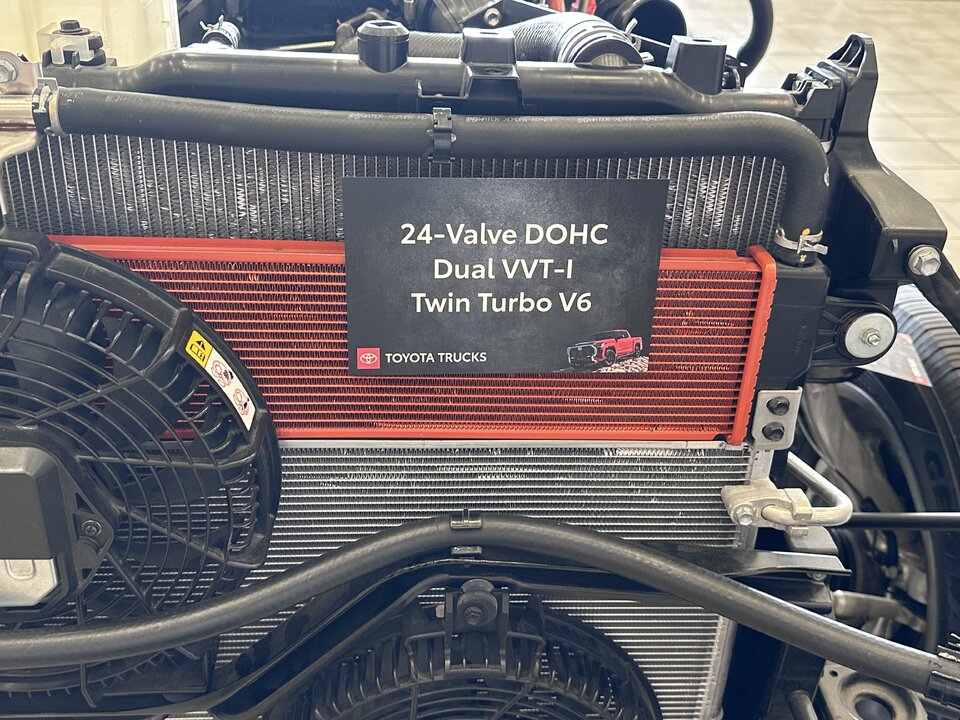 24-Valve DOHC
Dual VVT-I
Twin Turbo V6
TOYOTA TRUCKS